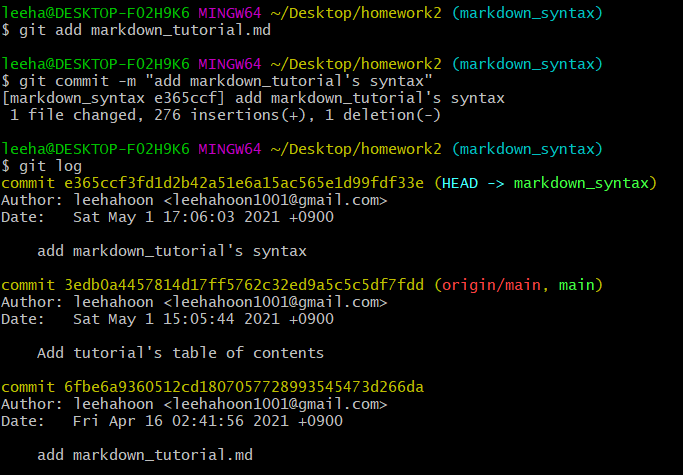 leeha@DESKTOP-FO2H9K6 MINGW64 ~/Desktop/homework2 (markdown_syntax)
$ git add markdown_tutorial.md
leeha@DESKTOP-FO2H9K6 MINGW64 ~/Desktop/homework2 (markdown_syntax)
$ git commit -m "add markdown_tutorial's syntax"
[markdown_syntax e365ccf] add markdown_tutorial's syntax
 1 file changed, 276 insertions(+), 1 deletion(-)
leeha@DESKTOP-FO2H9K6 MINGW64 ~/Desktop/homework2 (markdown_syntax)
$ git log
commit e365ccf3fd1d2b42a51e6a15ac565e1d99fdf33e (HEAD -> markdown_syntax)
Author: leehahoon <leehahoon1001@gmail.com>
Date:   Sat May 1 17:06:03 2021 +0900
    add markdown_tutorial's syntax
commit 3edb0a4457814d17ff5762c32ed9a5c5c5df7fdd (origin/main, main)
Author: leehahoon <leehahoon1001@gmail.com>
Date:   Sat May 1 15:05:44 2021 +0900
    Add tutorial's table of contents
commit 6fbe6a9360512cd1807057728993545473d266da
Author: leehahoon <leehahoon1001@gmail.com>
Date:   Fri Apr 16 02:41:56 2021 +0900
    add markdown_tutorial.md